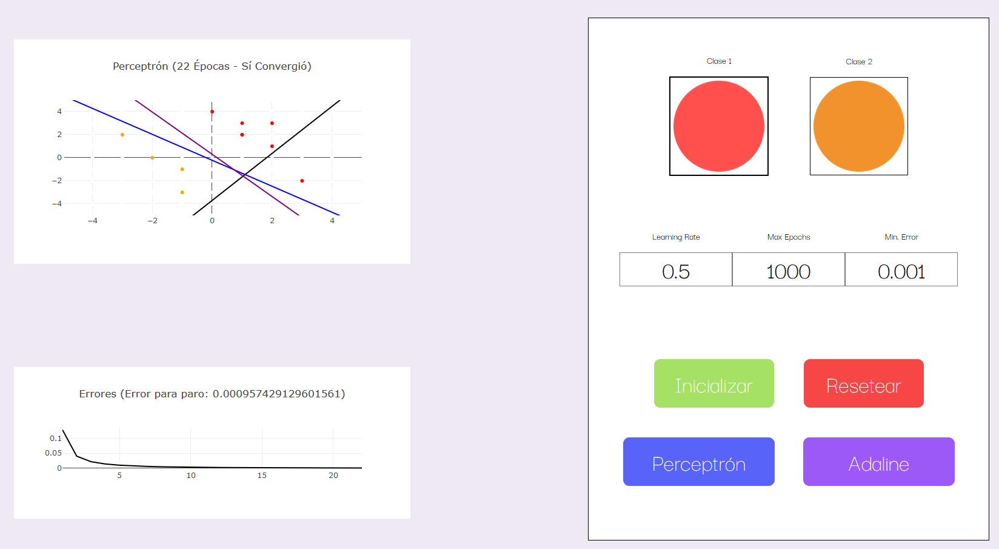 Perceptrón (22 Épocas - Sí Convergió)
4
2
0
−2
−4
−4
−2
0
2
4
Errores (Error para paro: 0.000957429129601561)
0.1
0.05
0
5
10
15
20
Clase 1
Clase 2
Learning Rate
Max Epochs
Min. Error
0.5
1000
0.001
Inicializar
Resetear
Perceptrón
Adaline